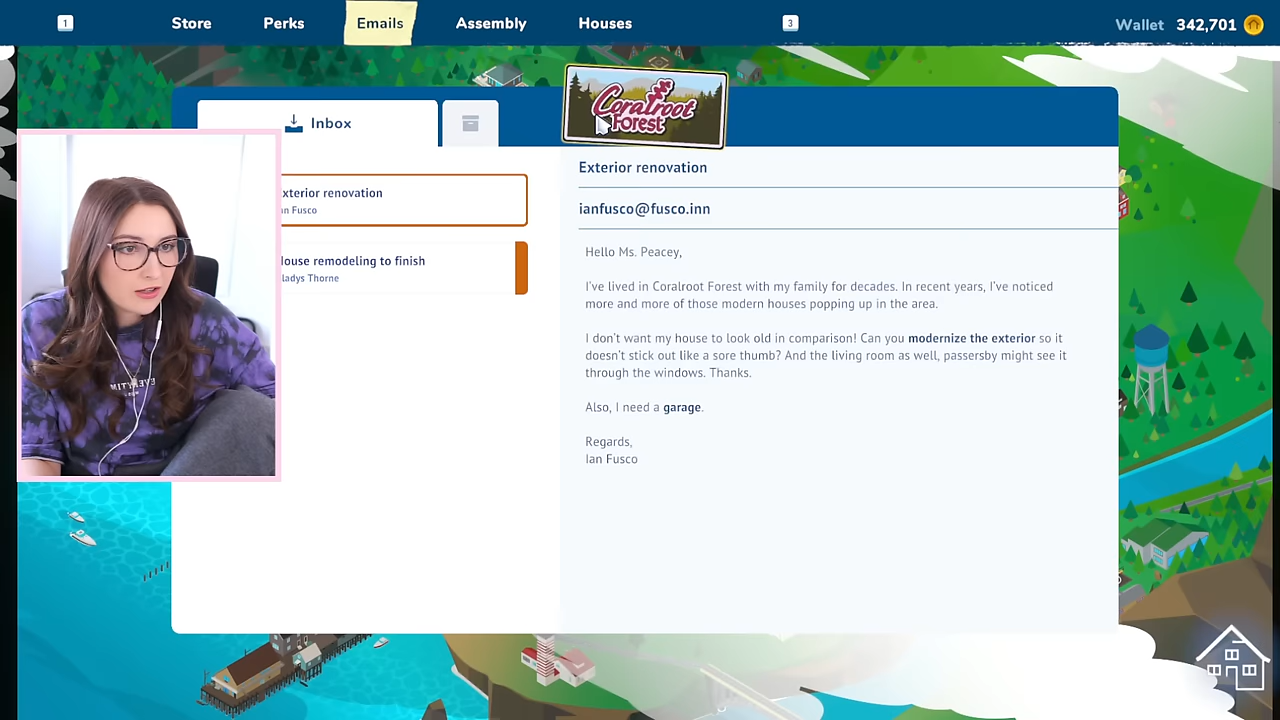 1
Store
Perks
Emails
Assembly
Houses
3
Wallet 342,701
Coralroot
Forest
Inbox
xterior renovation
an Fusco
ouse remodeling to finish
ladys Thorne
Exterior renovation
ianfusco@fusco.inn
Hello Ms. Peacey,
I've lived in Coralroot Forest with my family for decades. In recent years, I've noticed
more and more of those modern houses popping up in the area.
I don't want my house to look old in comparison! Can you modernize the exterior so it
doesn't stick out like a sore thumb? And the living room as well, passersby might see it
through the windows. Thanks.
Also, I need a garage.
Regards,
Ian Fusco